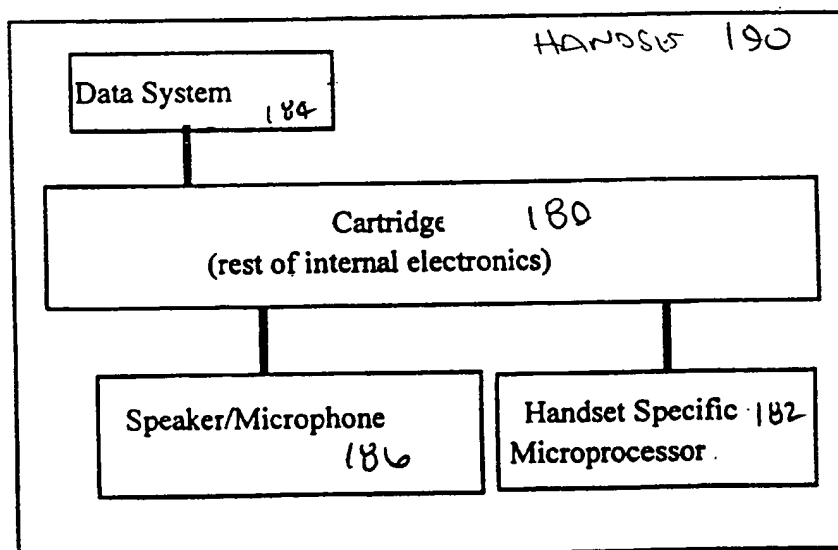 HANDSET 190
Data System 184
Cartridge 180
(rest of internal electronics)
Speaker/Microphone
186
Handset Specific 182
Microprocessor